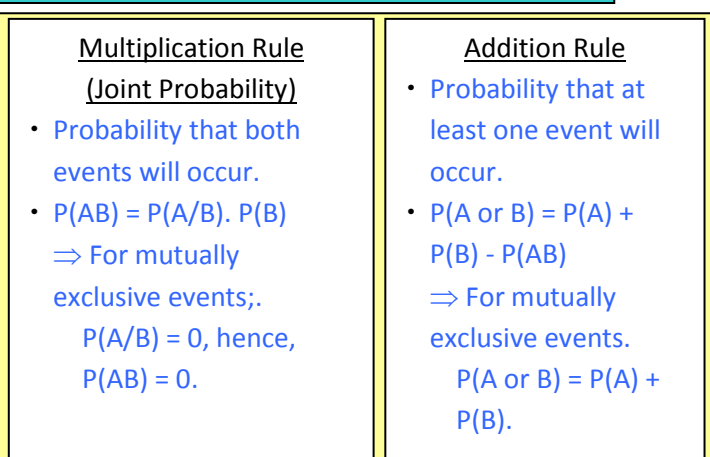 Multiplication Rule
(Joint Probability)
• Probability that both
events will occur.
• P(AB) = P(A/B). P(B)
⇒ For mutually
exclusive events;.
P(A/B) = 0, hence,
P(AB) = 0.
Addition Rule
• Probability that at
least one event will
occur.
• P(A or B) = P(A) +
P(B) - P(AB)
⇒ For mutually
exclusive events.
P(A or B) = P(A) +
P(B).